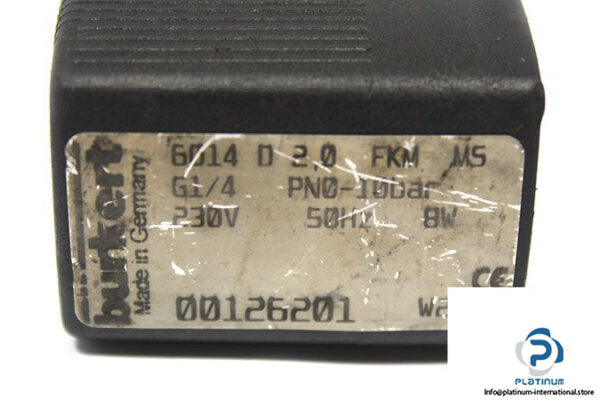 burkert
Made in Germany
6014 D 2,0 FKM MS
G1/4 PN0-10bar
230V 50Hz 8W
CE
00126201
PLATINUM
Info@platinum-international.store